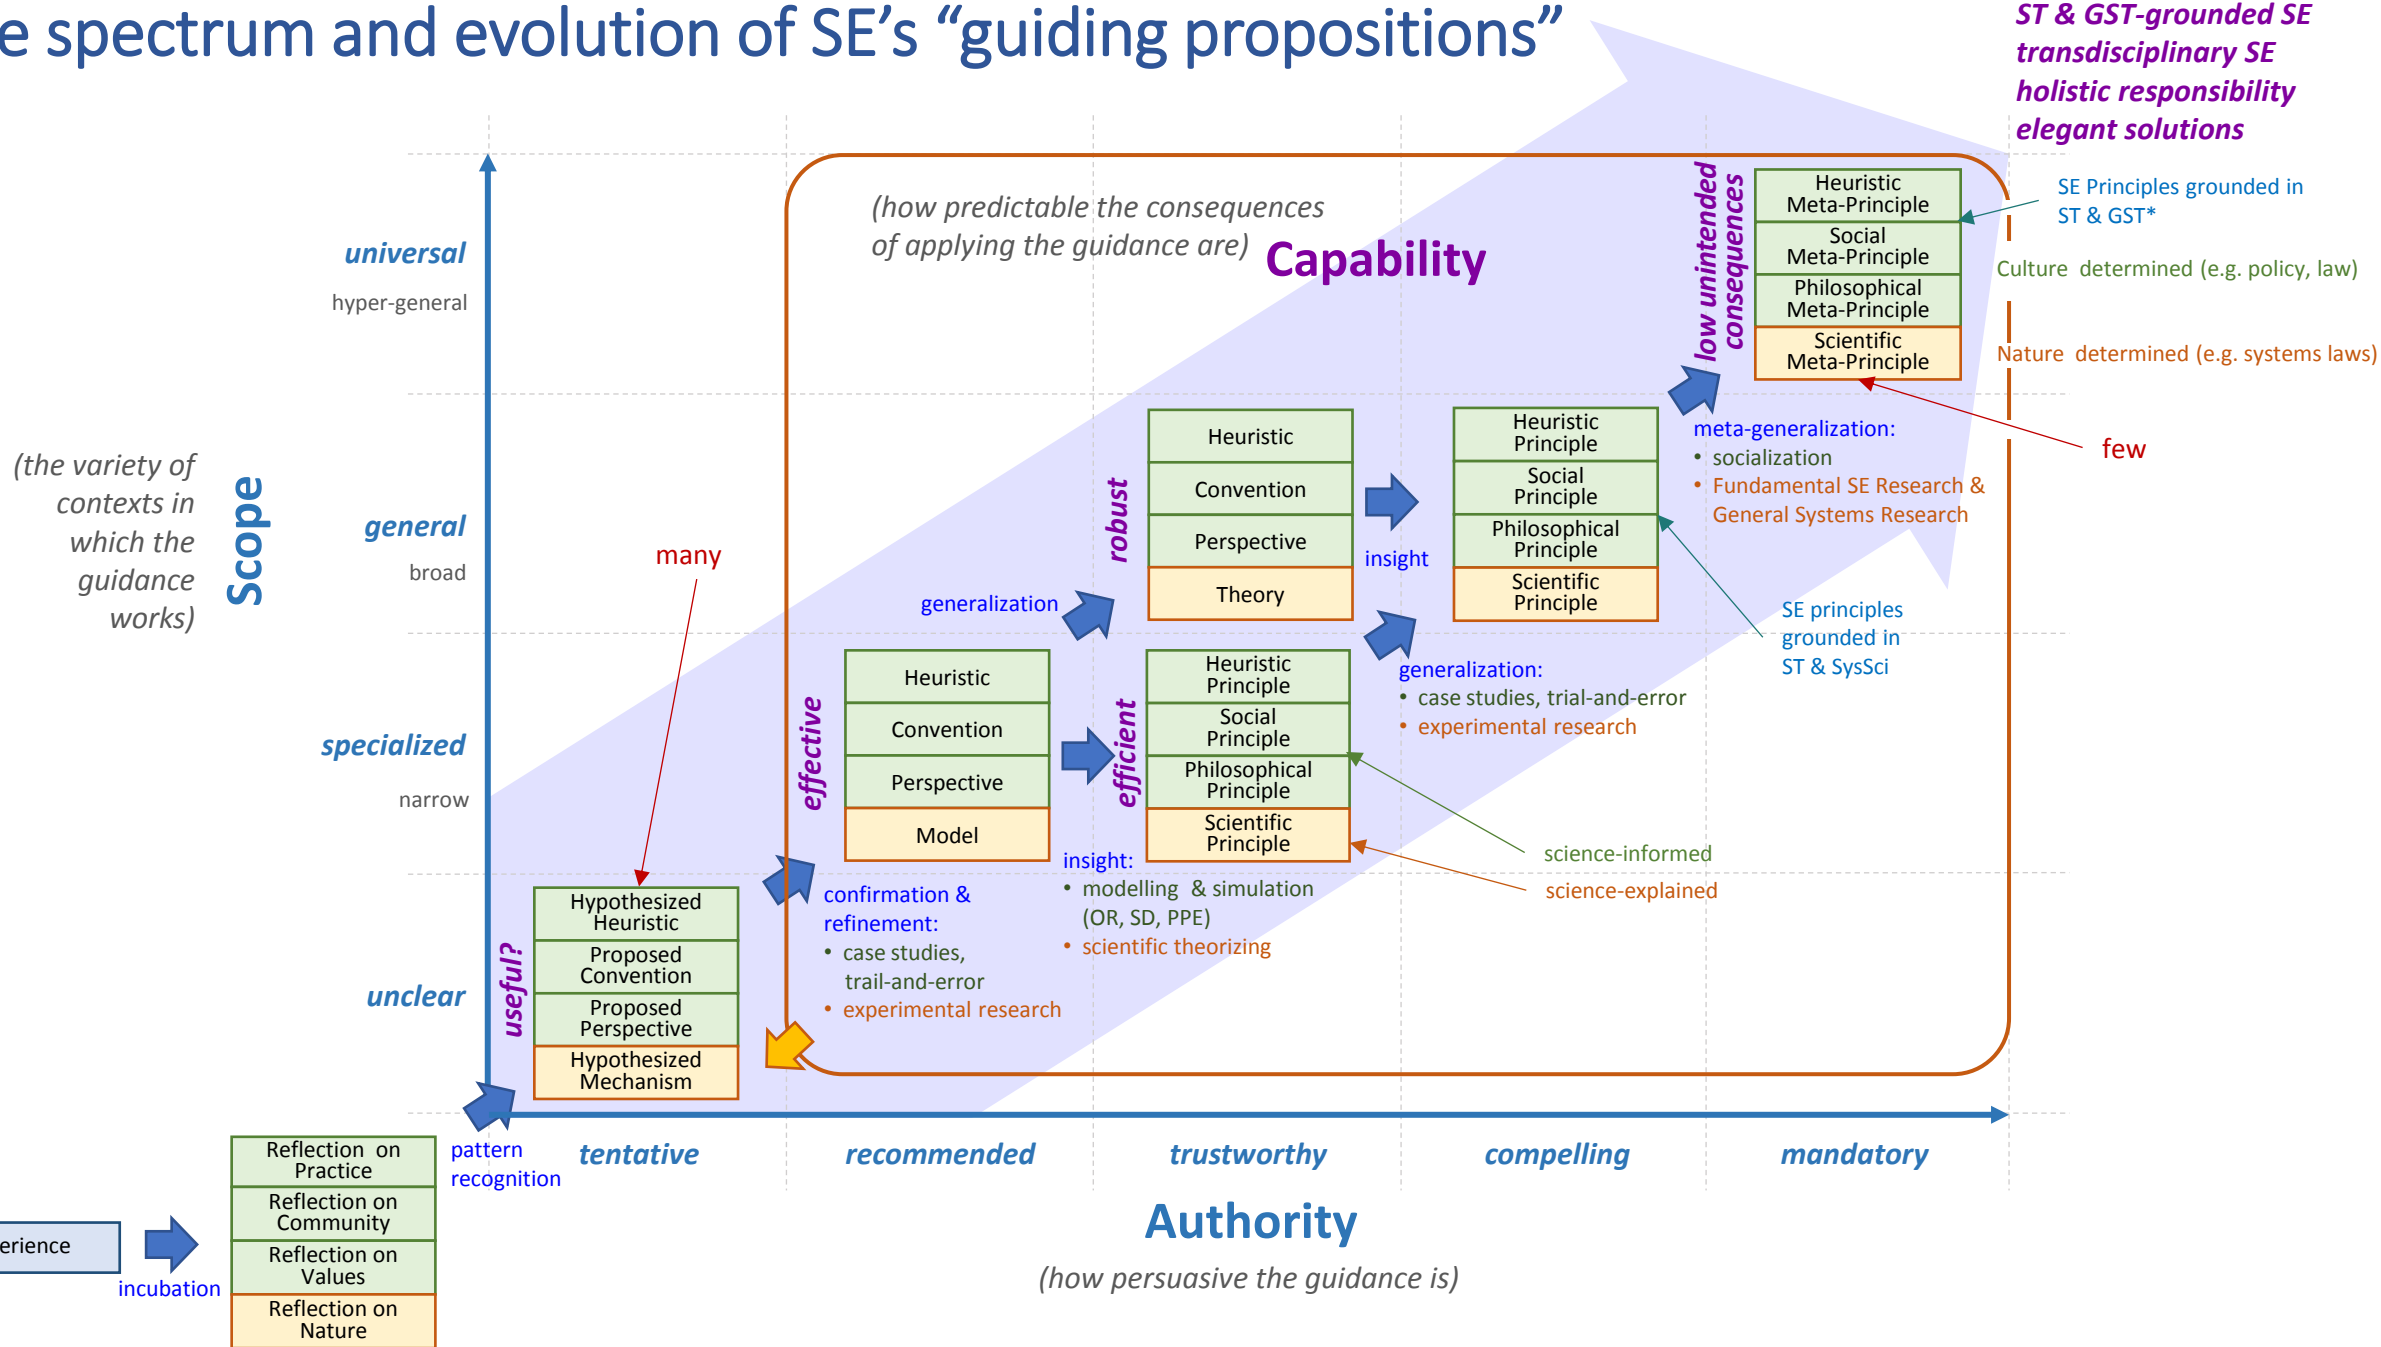 e spectrum and evolution of SE's “guiding propositions”
ST & GST-grounded SE
transdisciplinary SE
holistic responsibility
elegant solutions
(how predictable the consequences
of applying the guidance are)
Capability
low unintended
consequences
Heuristic
Meta-Principle
Social
Meta-Principle
Philosophical
Meta-Principle
Scientific
Meta-Principle
SE Principles grounded in
ST & GST*
Culture determined (e.g. policy, law)
Nature determined (e.g. systems laws)
few
universal
hyper-general
(the variety of
contexts in
which the
guidance
works)
Scope
general
broad
many
specialized
narrow
unclear
robust
Heuristic
Convention
Perspective
Theory
insight
Heuristic
Principle
Social
Principle
Philosophical
Principle
Scientific
Principle
meta-generalization:
• socialization
• Fundamental SE Research &
General Systems Research
SE principles
grounded in
ST & SysSci
generalization
effective
Heuristic
Convention
Perspective
Model
efficient
Heuristic
Principle
Social
Principle
Philosophical
Principle
Scientific
Principle
generalization:
• case studies, trial-and-error
• experimental research
science-informed
science-explained
insight:
• modelling & simulation
(OR, SD, PPE)
• scientific theorizing
confirmation &
refinement:
• case studies,
trail-and-error
• experimental research
useful?
Hypothesized
Heuristic
Proposed
Convention
Proposed
Perspective
Hypothesized
Mechanism
pattern
recognition
tentative
recommended
trustworthy
compelling
mandatory
Authority
(how persuasive the guidance is)
erience
incubation
Reflection on
Practice
Reflection on
Community
Reflection on
Values
Reflection on
Nature